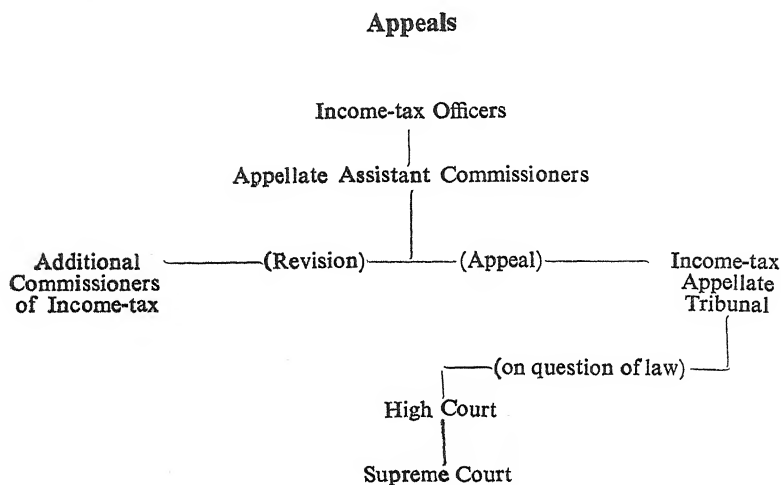 Appeals
Income-tax Officers
Appellate Assistant Commissioners
Additional
Commissioners
of Income-tax
(Revision)
(Appeal)
Income-tax
Appellate
Tribunal
(on question of law)
High Court
Supreme Court